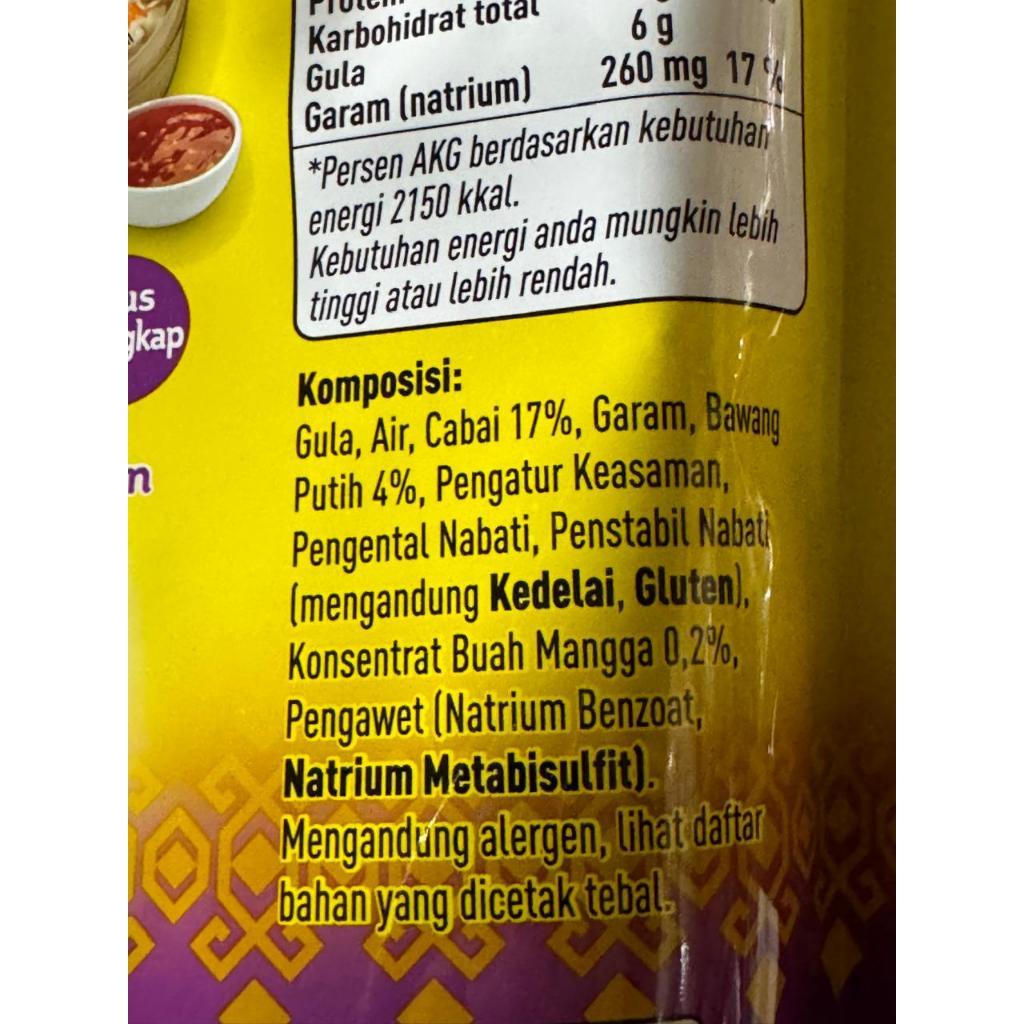 Karbohidrat total
Gula 6 g
Garam (natrium) 260 mg 17 %
*Persen AKG berdasarkan kebutuhan
energi 2150 kkal.
Kebutuhan energi anda mungkin lebih
tinggi atau lebih rendah.
Komposisi:
Gula, Air, Cabai 17%, Garam, Bawang
Putih 4%, Pengatur Keasaman,
Pengental Nabati, Penstabil Nabati
(mengandung Kedelai, Gluten),
Konsentrat Buah Mangga 0,2%,
Pengawet (Natrium Benzoat,
Natrium Metabisulfit).
Mengandung alergen, lihat daftar
bahan yang dicetak tebal.